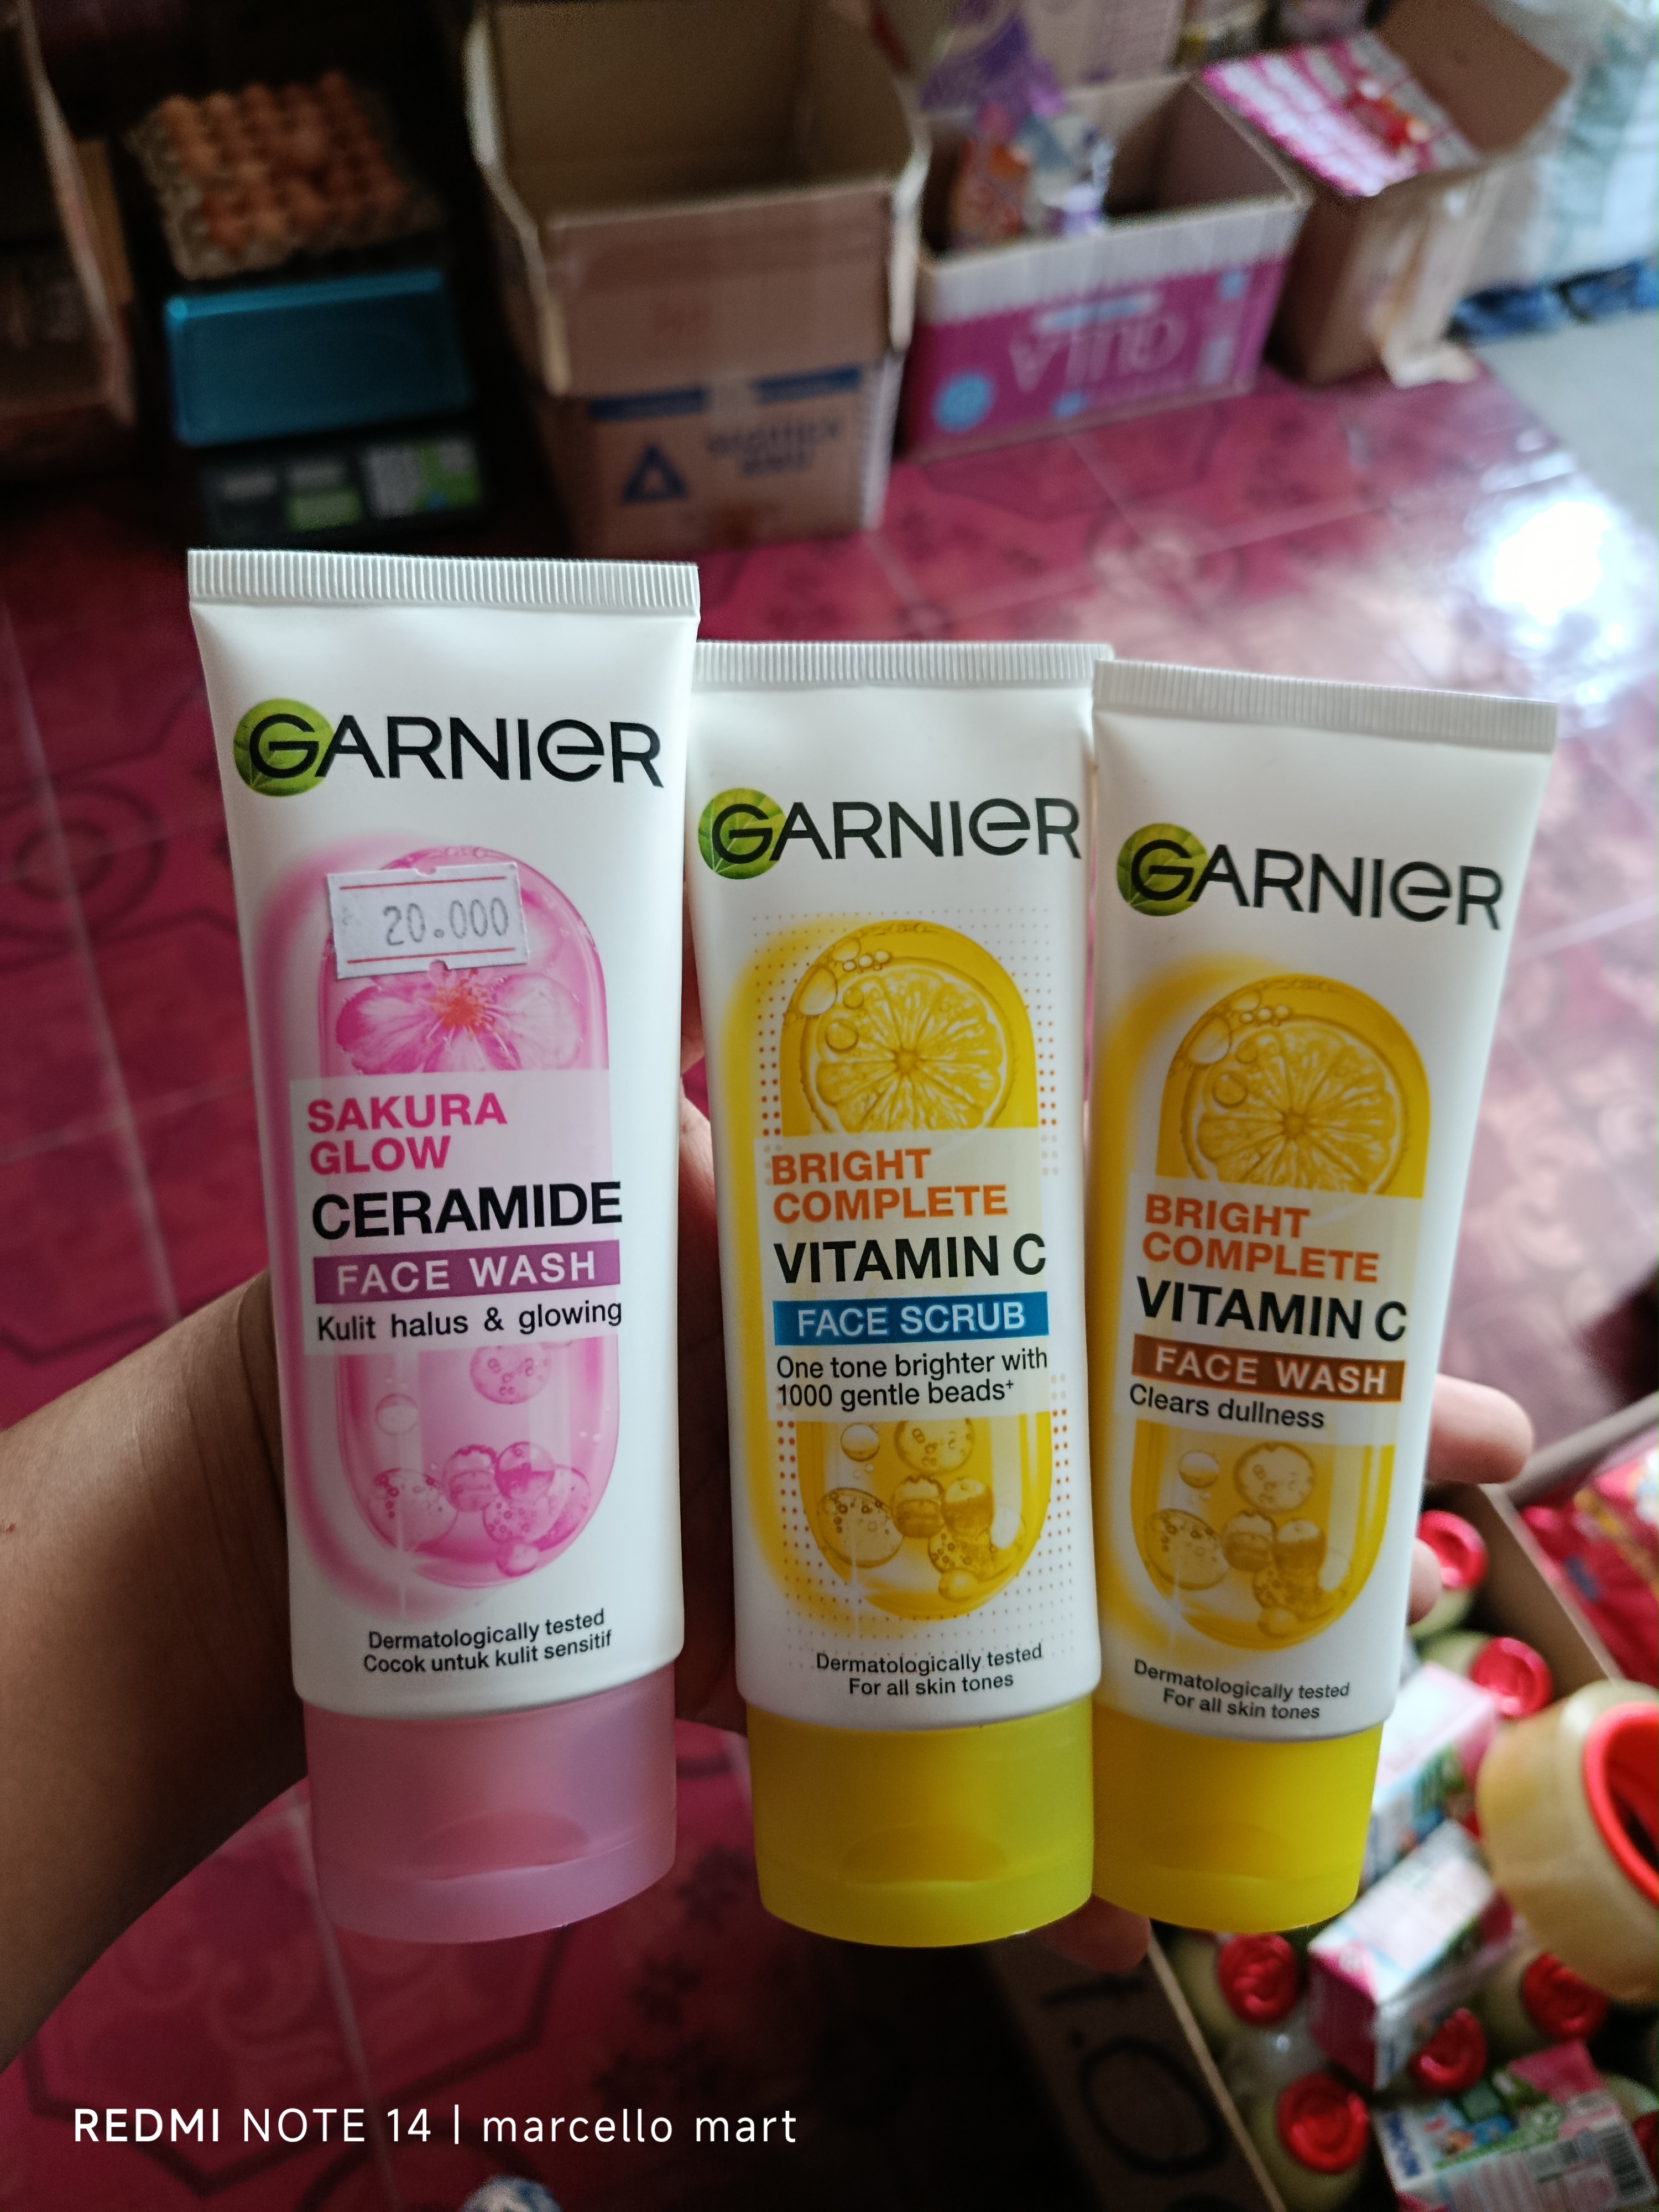 GARNIER
20.000
SAKURA
GLOW
CERAMIDE
FACE WASH
Kulit halus & glowing
Dermatologically tested
Cocok untuk kulit sensitif
GARNIER
BRIGHT
COMPLETE
VITAMIN C
FACE SCRUB
One tone brighter with
1000 gentle beads+
Dermatologically tested
For all skin tones
GARNIER
BRIGHT
COMPLETE
VITAMIN C
FACE WASH
Clears dullness
Dermatologically tested
For all skin tones
REDMI NOTE 14 | marcello mart